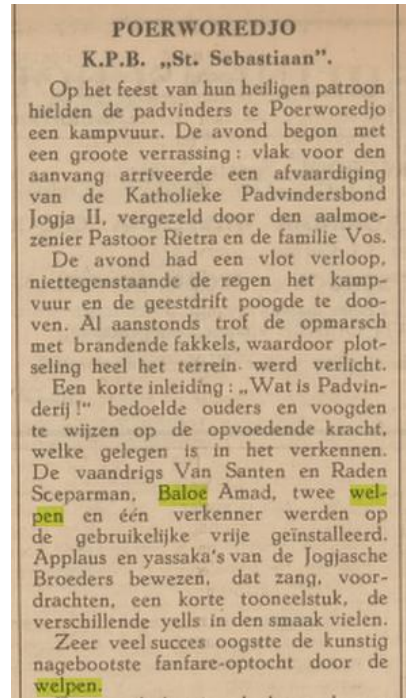 POERWOREDJO
K.P.B. „St. Sebastiaan”.
Op het feest van hun heiligen patroon
hielden de padvinders te Poerworedjo
een kampvuur. De avond begon met
een groote verrassing : vlak voor den
aanvang arriveerde een afvaardiging
van de Katholieke Padvindersbond
Jogja II, vergezeld door den aalmoe-
zenier Pastoor Rietra en de familie Vos.
De avond had een vlot verloop,
niettegenstaande de regen het kamp-
vuur en de geestdrift poogde te doo-
ven. Al aanstonds trof de opmarsch
met brandende fakkels, waardoor plot-
seling heel het terrein werd verlicht.
Een korte inleiding : „Wat is Padvin-
derij !“ bedoelde ouders en voogden
te wijzen op de opvoedende kracht,
welke gelegen is in het verkennen.
De vaandrigs Van Santen en Raden
Sceparman, Baloe Amad, twee wel-
pen en één verkenner werden op
de gebruikelijke vrije geïnstalleerd.
Applaus en yassaka's van de Jogjasche
Broeders bewezen, dat zang, voor-
drachten, een korte tooneelstuk, de
verschillende yells in den smaak vielen.
Zeer veel succes oogstte de kunstig
nagebootste fanfare-optocht door de
welpen.